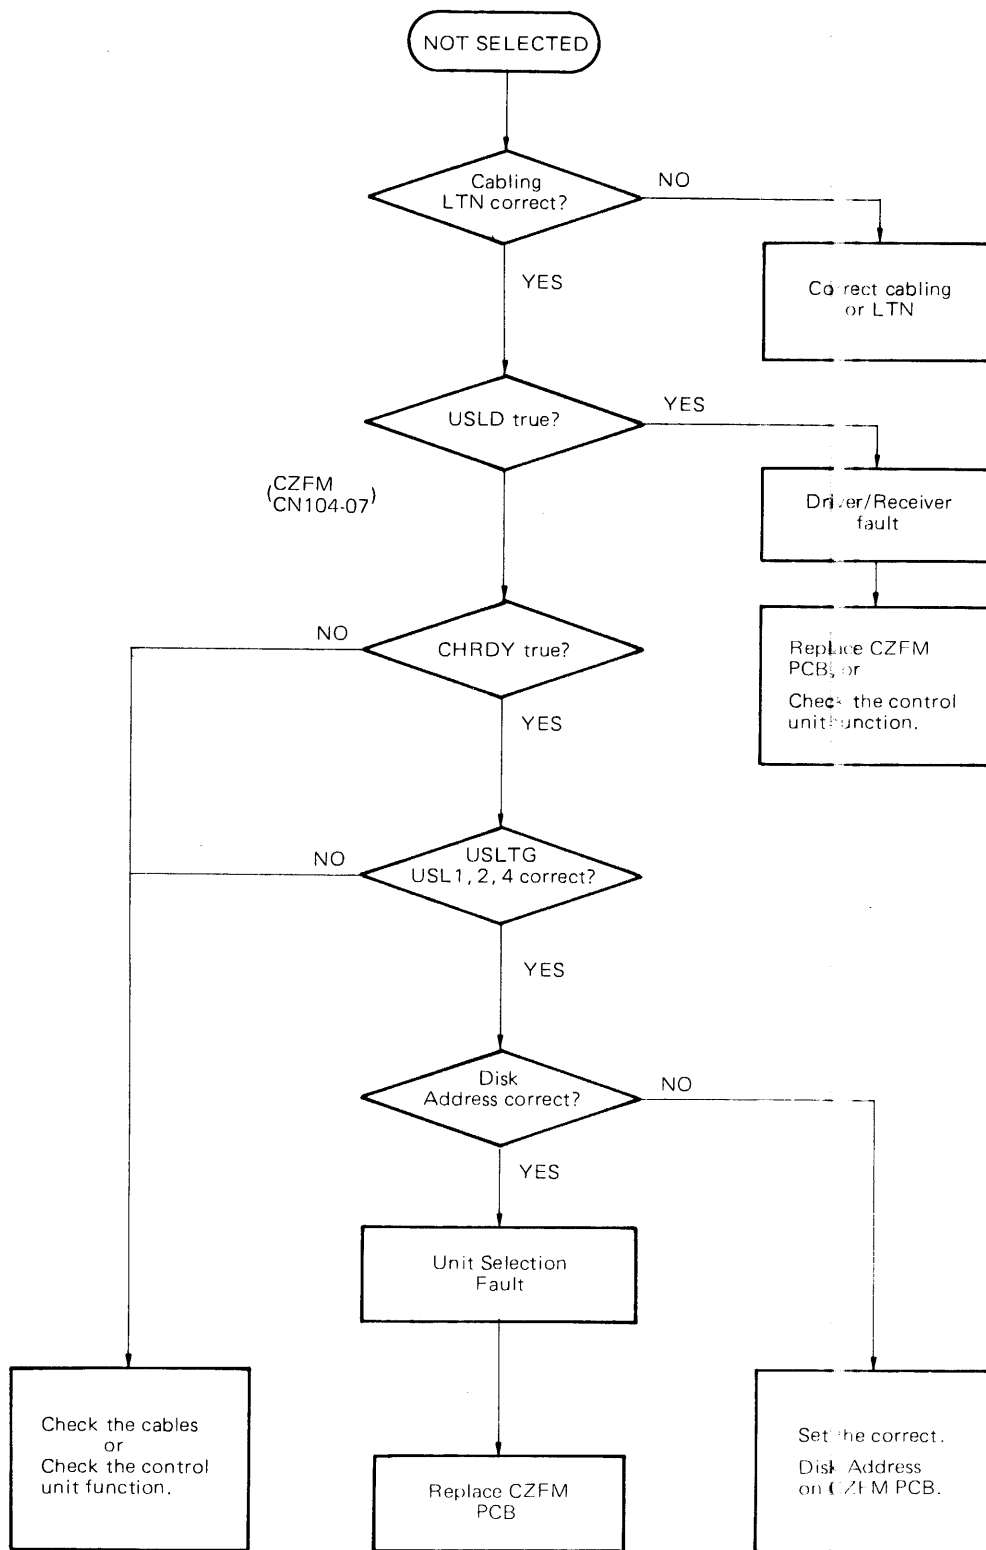 NOT SELECTED
Cabling
LTN correct?
NO
YES
Correct cabling
or LTN
USLD true?
YES
(CZFM
CN104-07)
Driver/Receiver
fault
Replace CZFM
PCB, or
Check the control
unit function.
CHRDY true?
NO
YES
USLTG
USL1, 2, 4 correct?
NO
YES
Disk
Address correct?
NO
YES
Unit Selection
Fault
Check the cables
or
Check the control
unit function.
Replace CZFM
PCB
Set the correct.
Disk Address
on CZFM PCB.